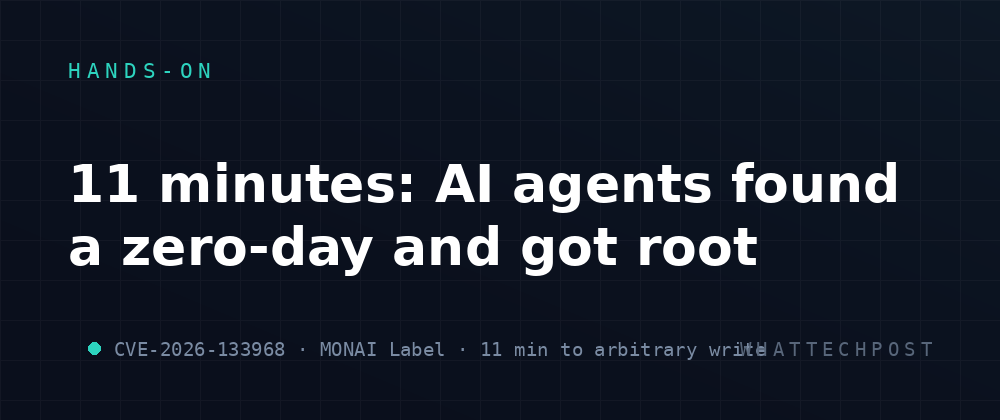 HANDS-ON
11 minutes: AI agents found
a zero-day and got root
CVE-2026-133968 · MONAI Label · 11 min to arbitrary write
WHATTECHPOST